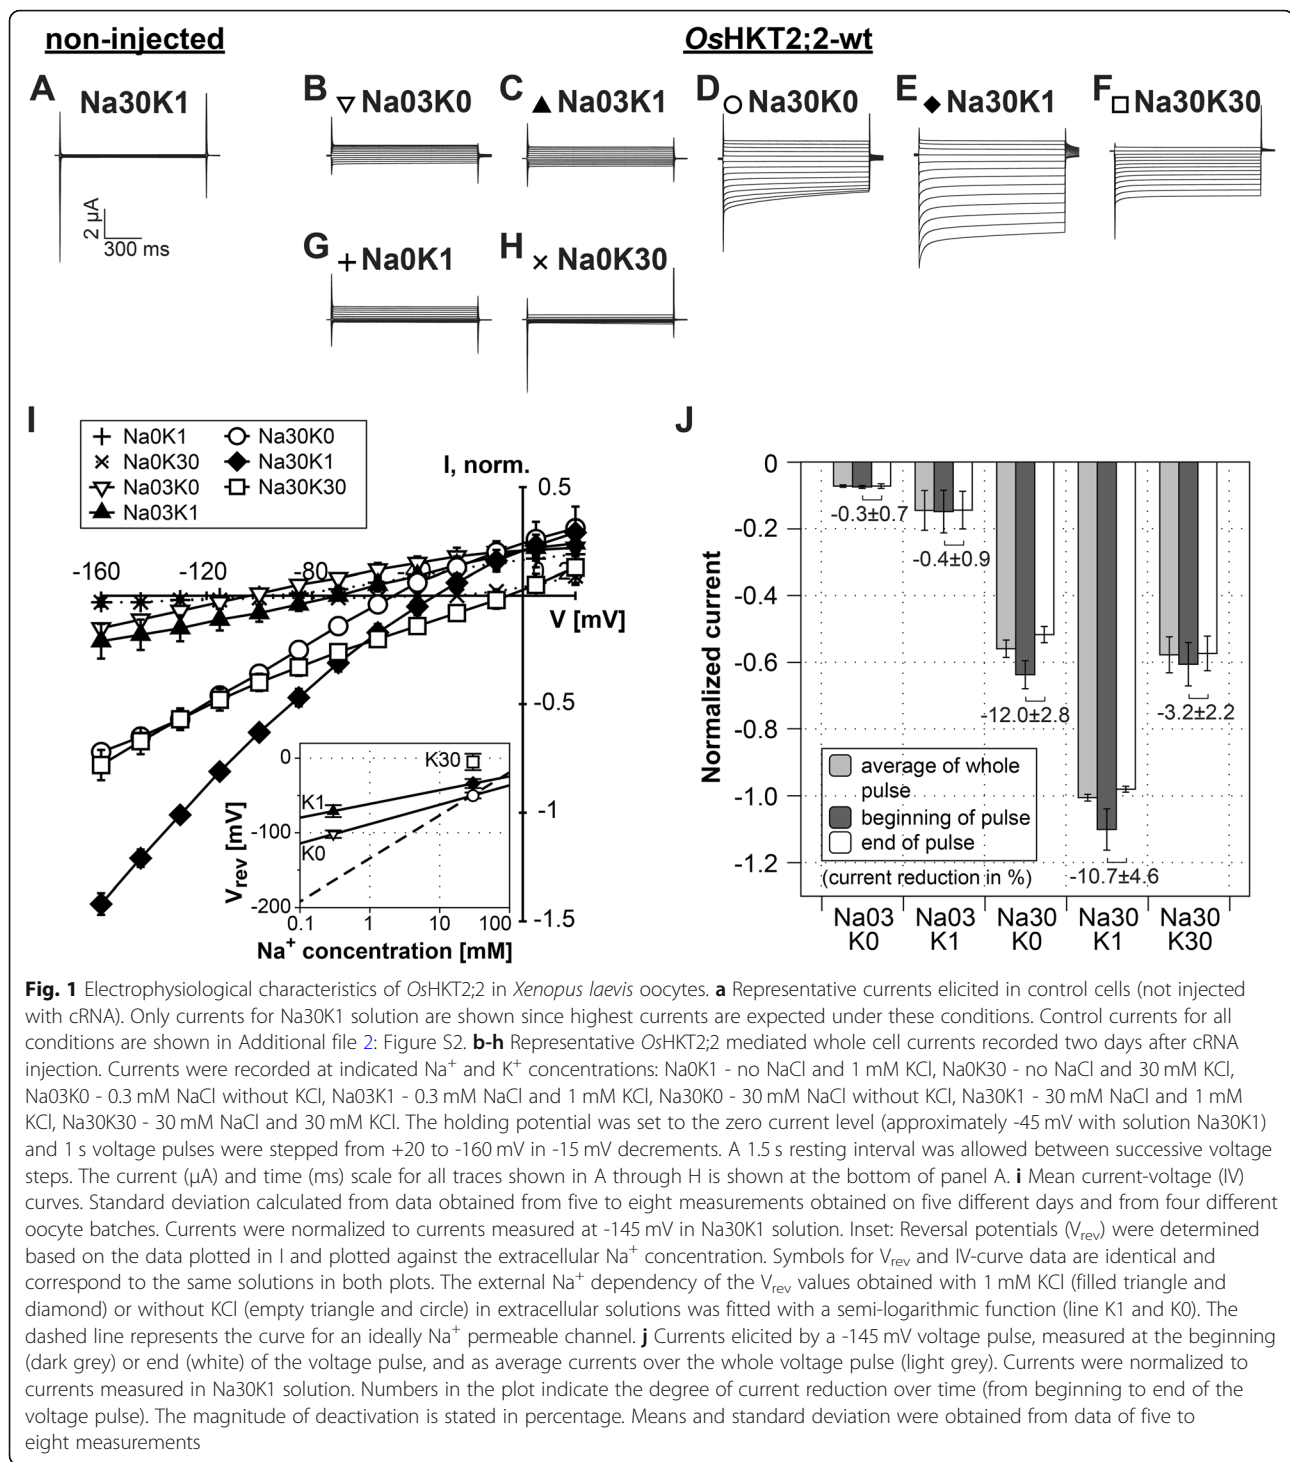 non-injected
OsHKT2;2-wt
A Na30K1
B Na03K0
C Na03K1
D Na30K0
E Na30K1
F Na30K30
2 µA
300 ms
G Na0K1
H Na0K30
I
Na0K1
Na0K30
Na03K0
Na03K1
Na30K0
Na30K1
Na30K30
I, norm.
0.5
-160
-120
-80
V [mV]
-0.5
-1
-1.5
0
-100
-200
Vrev [mV]
K30
K1
K0
0.1
1
10
100
Na+ concentration [mM]
J
0
-0.2
-0.4
-0.6
-0.8
-1.0
-1.2
Normalized current
-0.3±0.7
-0.4±0.9
-12.0±2.8
-10.7±4.6
-3.2±2.2
average of whole
pulse
beginning of pulse
end of pulse
(current reduction in %)
Na03 Na03 Na30 Na30 Na30
K0 K1 K0 K1 K30
Fig. 1 Electrophysiological characteristics of OsHKT2;2 in Xenopus laevis oocytes. a Representative currents elicited in control cells (not injected
with cRNA). Only currents for Na30K1 solution are shown since highest currents are expected under these conditions. Control currents for all
conditions are shown in Additional file 2: Figure S2. b-h Representative OsHKT2;2 mediated whole cell currents recorded two days after cRNA
injection. Currents were recorded at indicated Na+ and K+ concentrations: Na0K1 - no NaCl and 1 mM KCl, Na0K30 - no NaCl and 30 mM KCl,
Na03K0 - 0.3 mM NaCl without KCl, Na03K1 - 0.3 mM NaCl and 1 mM KCl, Na30K0 - 30 mM NaCl without KCl, Na30K1 - 30 mM NaCl and 1 mM
KCl, Na30K30 - 30 mM NaCl and 30 mM KCl. The holding potential was set to the zero current level (approximately -45 mV with solution Na30K1)
and 1 s voltage pulses were stepped from +20 to -160 mV in -15 mV decrements. A 1.5 s resting interval was allowed between successive voltage
steps. The current (µA) and time (ms) scale for all traces shown in A through H is shown at the bottom of panel A. i Mean current-voltage (IV)
curves. Standard deviation calculated from data obtained from five to eight measurements obtained on five different days and from four different
oocyte batches. Currents were normalized to currents measured at -145 mV in Na30K1 solution. Inset: Reversal potentials (Vrev) were determined
based on the data plotted in I and plotted against the extracellular Na+ concentration. Symbols for Vrev and IV-curve data are identical and
correspond to the same solutions in both plots. The external Na+ dependency of the Vrev values obtained with 1 mM KCl (filled triangle and
diamond) or without KCl (empty triangle and circle) in extracellular solutions was fitted with a semi-logarithmic function (line K1 and K0). The
dashed line represents the curve for an ideally Na+ permeable channel. j Currents elicited by a -145 mV voltage pulse, measured at the beginning
(dark grey) or end (white) of the voltage pulse, and as average currents over the whole voltage pulse (light grey). Currents were normalized to
currents measured in Na30K1 solution. Numbers in the plot indicate the degree of current reduction over time (from beginning to end of the
voltage pulse). The magnitude of deactivation is stated in percentage. Means and standard deviation were obtained from data of five to
eight measurements